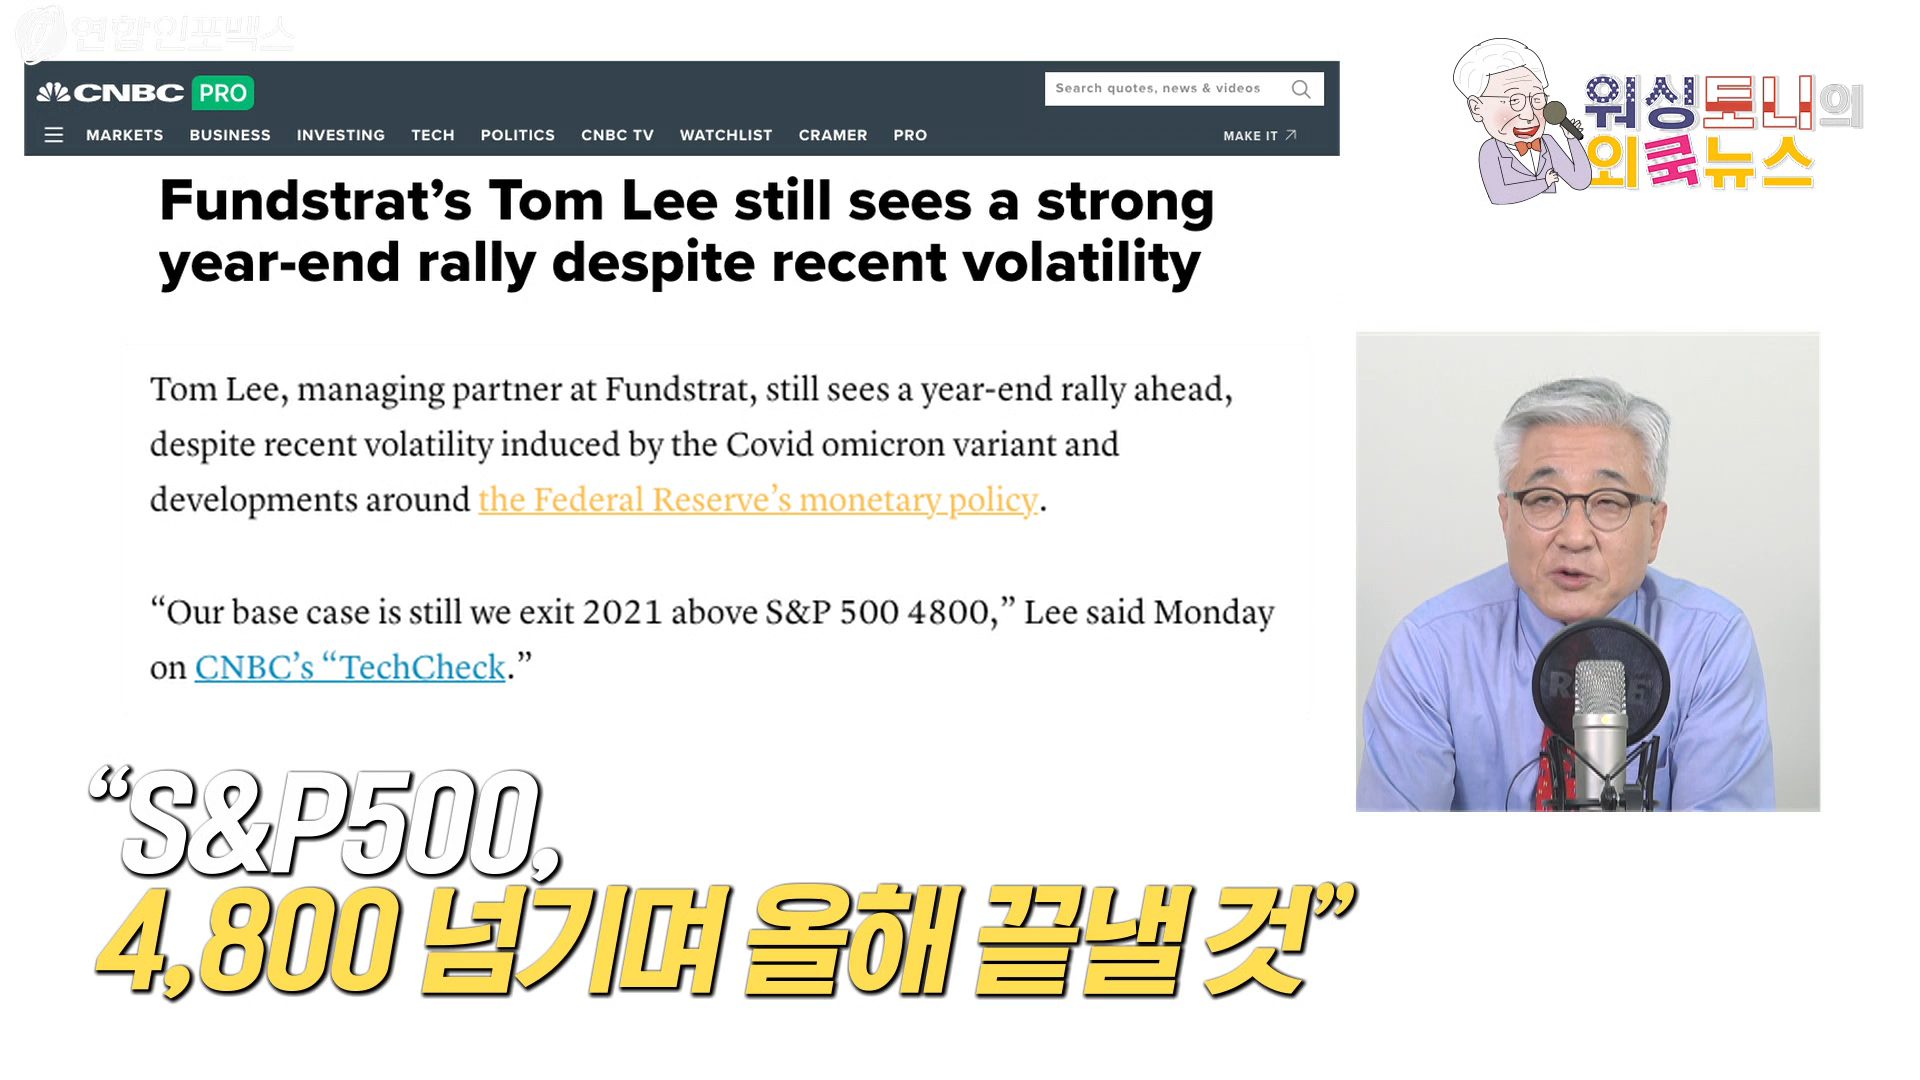 연합인포맥스
CNBC PRO
Search quotes, news & videos
MARKETS BUSINESS INVESTING TECH POLITICS CNBC TV WATCHLIST CRAMER PRO MAKE IT
워싱토니의
외쿡뉴스
Fundstrat’s Tom Lee still sees a strong
year-end rally despite recent volatility
Tom Lee, managing partner at Fundstrat, still sees a year-end rally ahead,
despite recent volatility induced by the Covid omicron variant and
developments around the Federal Reserve’s monetary policy.
“Our base case is still we exit 2021 above S&P 500 4800,” Lee said Monday
on CNBC’s “TechCheck.”
“S&P500,
4,800 넘기며 올해 끝낼 것”